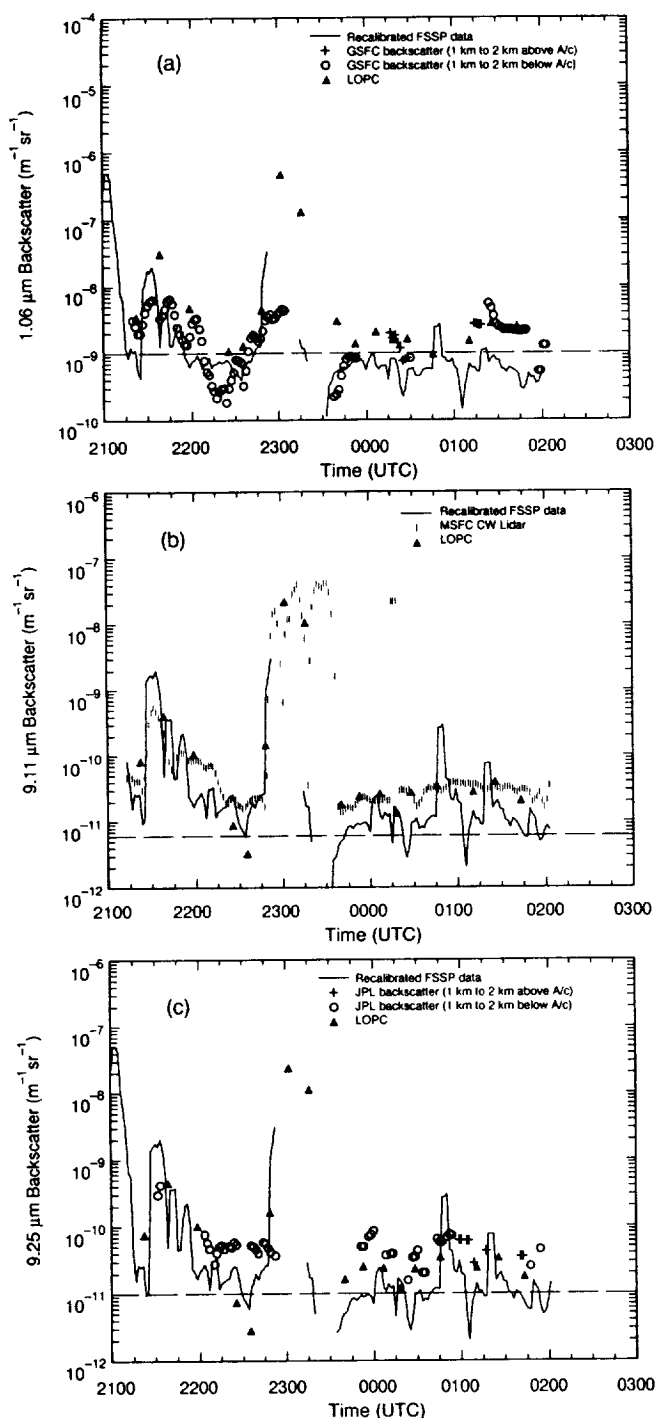 10⁻⁴
Recalibrated FSSP data
(a)
GSFC backscatter (1 km to 2 km above A/c)
GSFC backscatter (1 km to 2 km below A/c)
LOPC
10⁻⁵
10⁻⁶
10⁻⁷
10⁻⁸
10⁻⁹
10⁻¹⁰
1.06 μm Backscatter (m⁻¹ sr⁻¹)
2100 2200 2300 0000 0100 0200 0300
Time (UTC)
10⁻⁶
Recalibrated FSSP data
(b)
MSFC CW Lidar
LOPC
10⁻⁷
10⁻⁸
10⁻⁹
10⁻¹⁰
10⁻¹¹
10⁻¹²
9.11 μm Backscatter (m⁻¹ sr⁻¹)
2100 2200 2300 0000 0100 0200 0300
Time (UTC)
10⁻⁶
Recalibrated FSSP data
(c)
JPL backscatter (1 km to 2 km above A/c)
JPL backscatter (1 km to 2 km below A/c)
LOPC
10⁻⁷
10⁻⁸
10⁻⁹
10⁻¹⁰
10⁻¹¹
10⁻¹²
9.25 μm Backscatter (m⁻¹ sr⁻¹)
2100 2200 2300 0000 0100 0200 0300
Time (UTC)